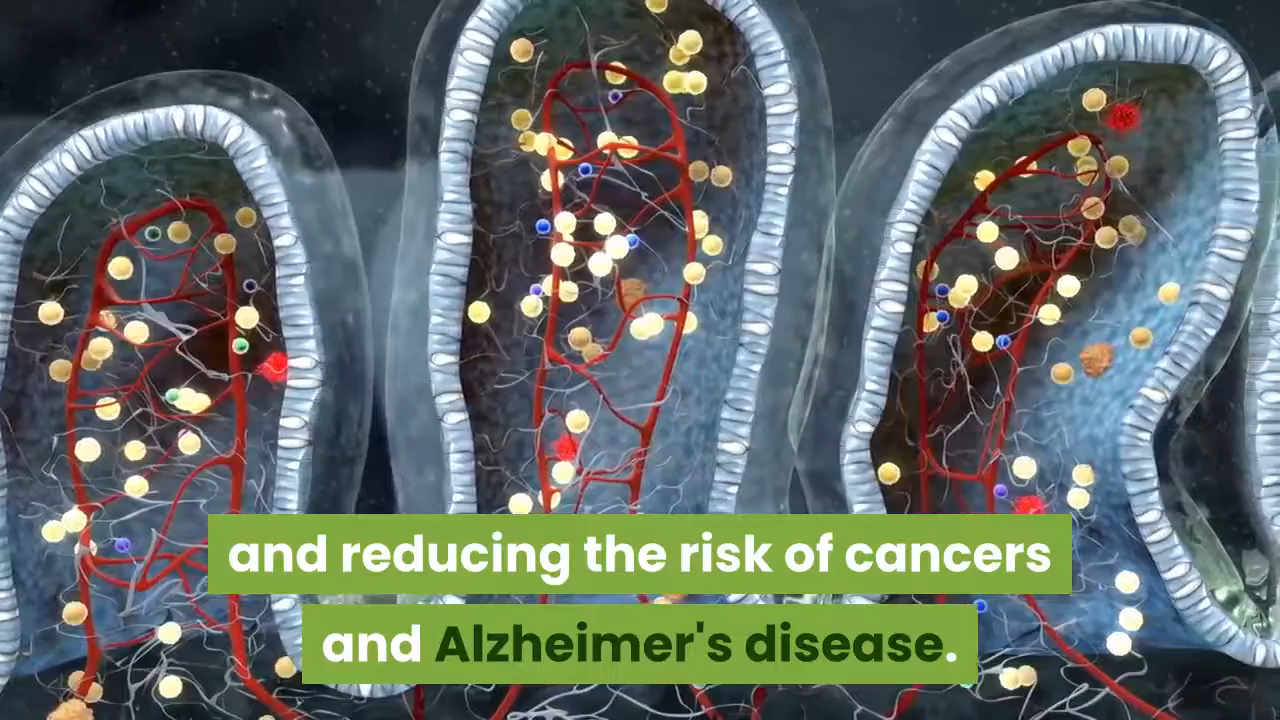 and reducing the risk of cancers
and Alzheimer's disease.